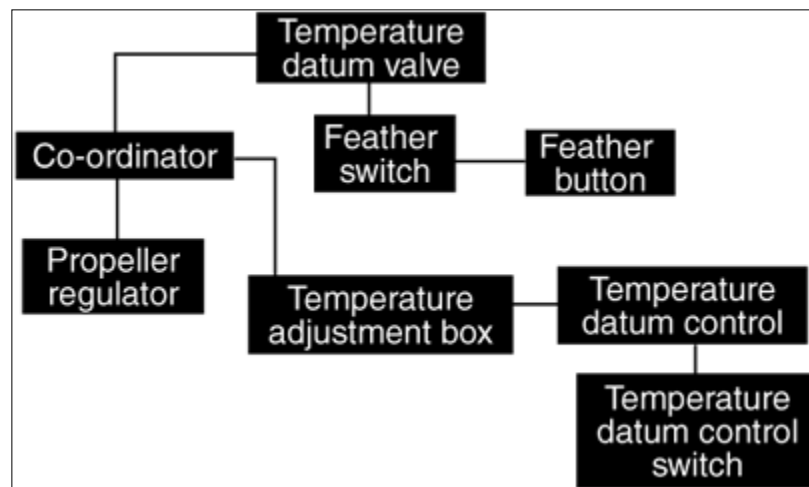 Temperature
datum valve
Co-ordinator
Feather
switch
Feather
button
Propeller
regulator
Temperature
adjustment box
Temperature
datum control
Temperature
datum control
switch